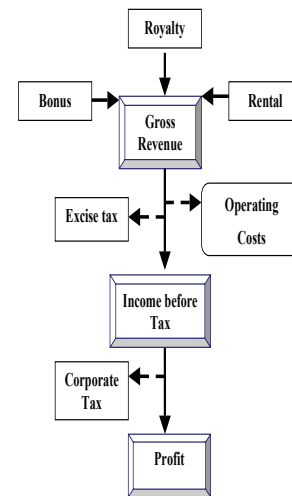 Royalty
Bonus
Gross
Revenue
Rental
Excise tax
Operating
Costs
Income before
Tax
Corporate
Tax
Profit